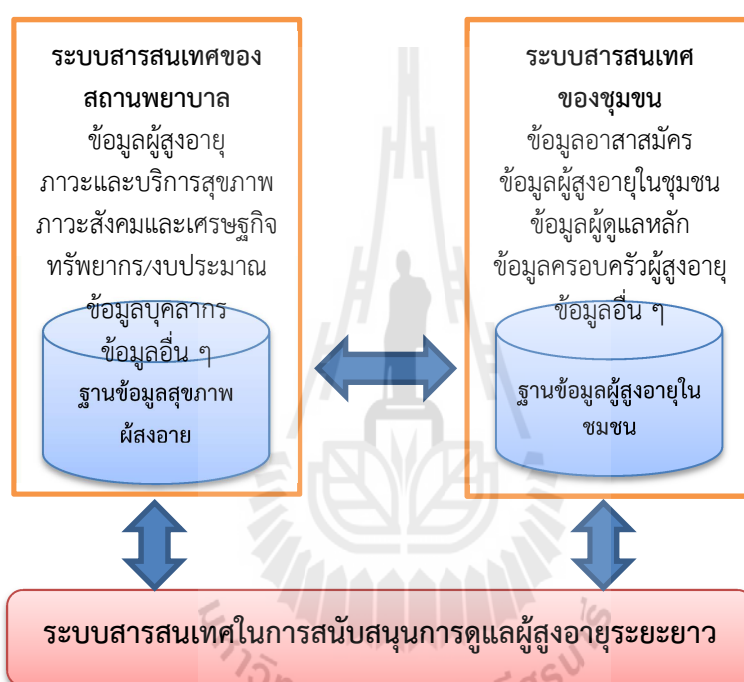 ระบบสารสนเทศของ
สถานพยาบาล
ข้อมูลผู้สูงอายุ
ภาวะและบริการสุขภาพ
ภาวะสังคมและเศรษฐกิจ
ทรัพยากร/งบประมาณ
ข้อมูลบุคลากร
ข้อมูลอื่น ๆ
ฐานข้อมูลสุขภาพ
ผ้สงอาย
ระบบสารสนเทศ
ของชุมขน
ข้อมูลอาสาสมัคร
ข้อมูลผู้สูงอายุในชุมชน
ข้อมูลผู้ดูแลหลัก
ข้อมูลครอบครัวผู้สูงอายุ
ข้อมูลอื่น ๆ
ฐานข้อมูลผู้สูงอายุใน
ชมชน
ระบบสารสนเทศในการสนับสนุนการดูแลผู้สูงอายุระยะยาว